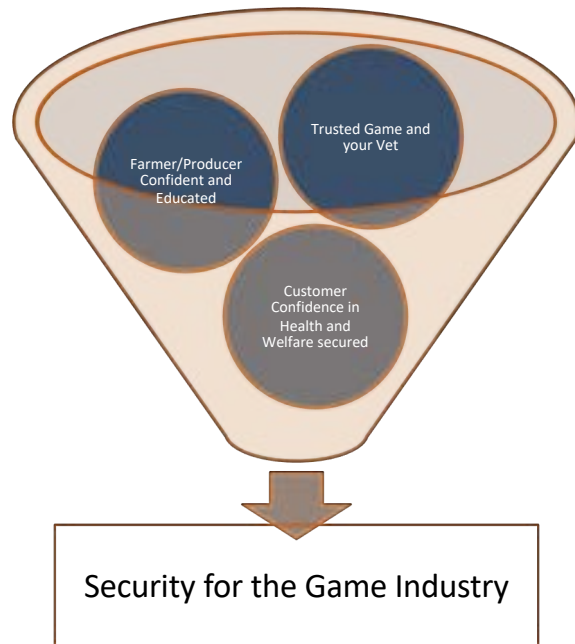 Trusted Game and
your Vet
Farmer/Producer
Confident and
Educated
Customer
Confidence in
Health and
Welfare secured
Security for the Game Industry